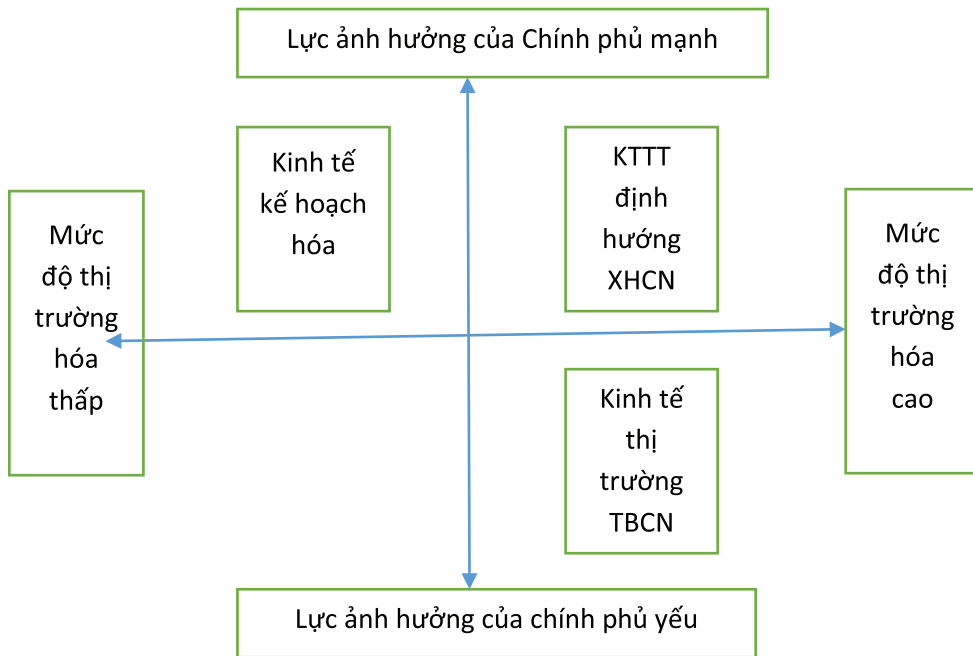 Lực ảnh hưởng của Chính phủ mạnh
Kinh tế
kế hoạch
hóa
KTTT
định
hướng
XHCN
Mức
độ thị
trường
hóa
thấp
Mức
độ thị
trường
hóa
cao
Kinh tế
thị
trường
TBCN
Lực ảnh hưởng của chính phủ yếu